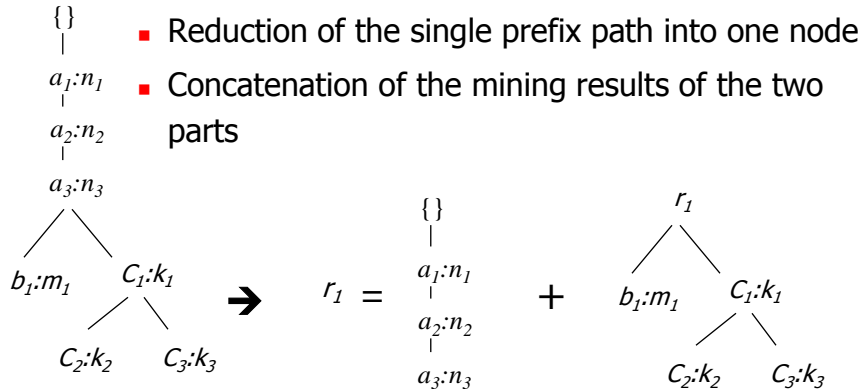 {}
▪ Reduction of the single prefix path into one node
a₁:n₁
▪ Concatenation of the mining results of the two
a₂:n₂
parts
a₃:n₃
{}
r₁
b₁:m₁
C₁:k₁
➔
r₁ =
a₁:n₁
+
b₁:m₁
C₁:k₁
a₂:n₂
C₂:k₂
C₃:k₃
a₃:n₃
C₂:k₂
C₃:k₃